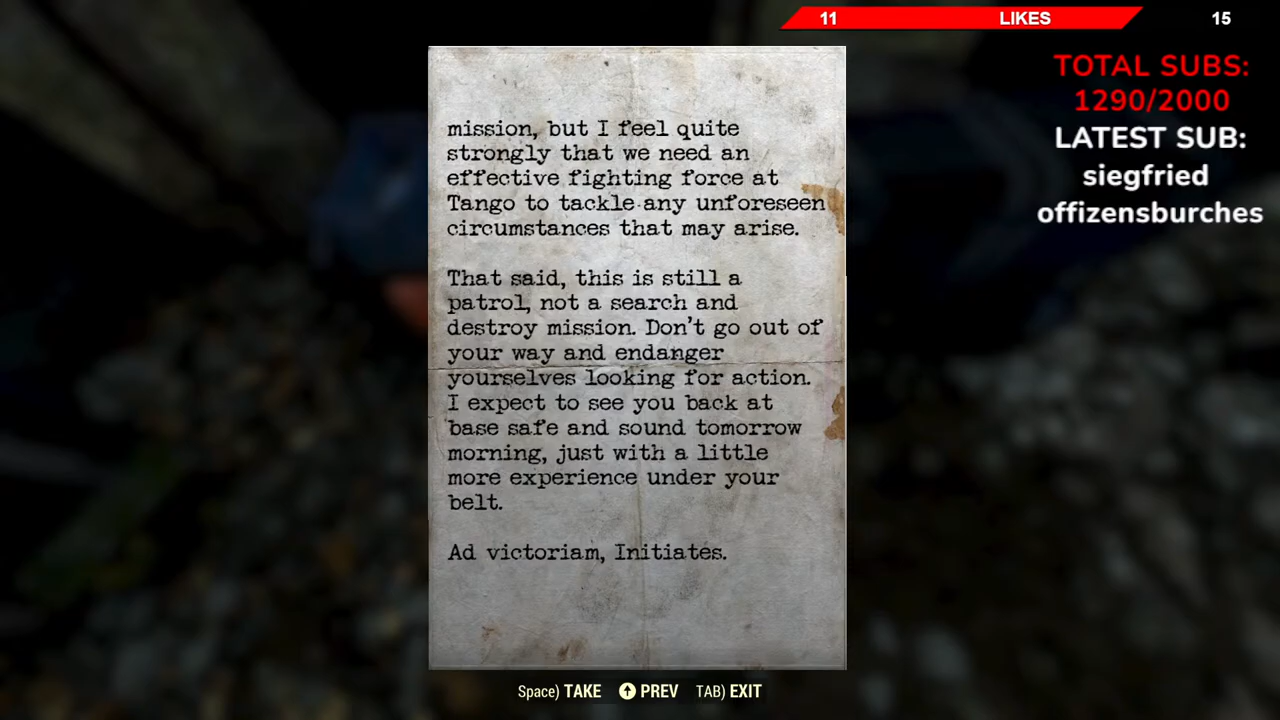 11 LIKES 15
TOTAL SUBS:
1290/2000
LATEST SUB:
siegfried
offizensburches
mission, but I feel quite
strongly that we need an
effective fighting force at
Tango to tackle any unforeseen
circumstances that may arise.
That said, this is still a
patrol, not a search and
destroy mission. Don't go out of
your way and endanger
yourselves looking for action.
I expect to see you back at
base safe and sound tomorrow
morning, just with a little
more experience under your
belt.
Ad victoriam, Initiates.
Space) TAKE PREV TAB) EXIT